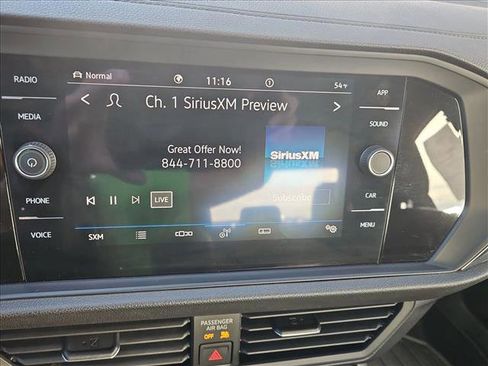 RADIO
MEDIA
PHONE
VOICE
Normal
11:16
54°F
Ch. 1 SiriusXM Preview
Great Offer Now!
844-711-8800
SiriusXM
LIVE
Subscribe
SXM
APP
SOUND
CAR
MENU
PASSENGER
AIR BAG
OFF